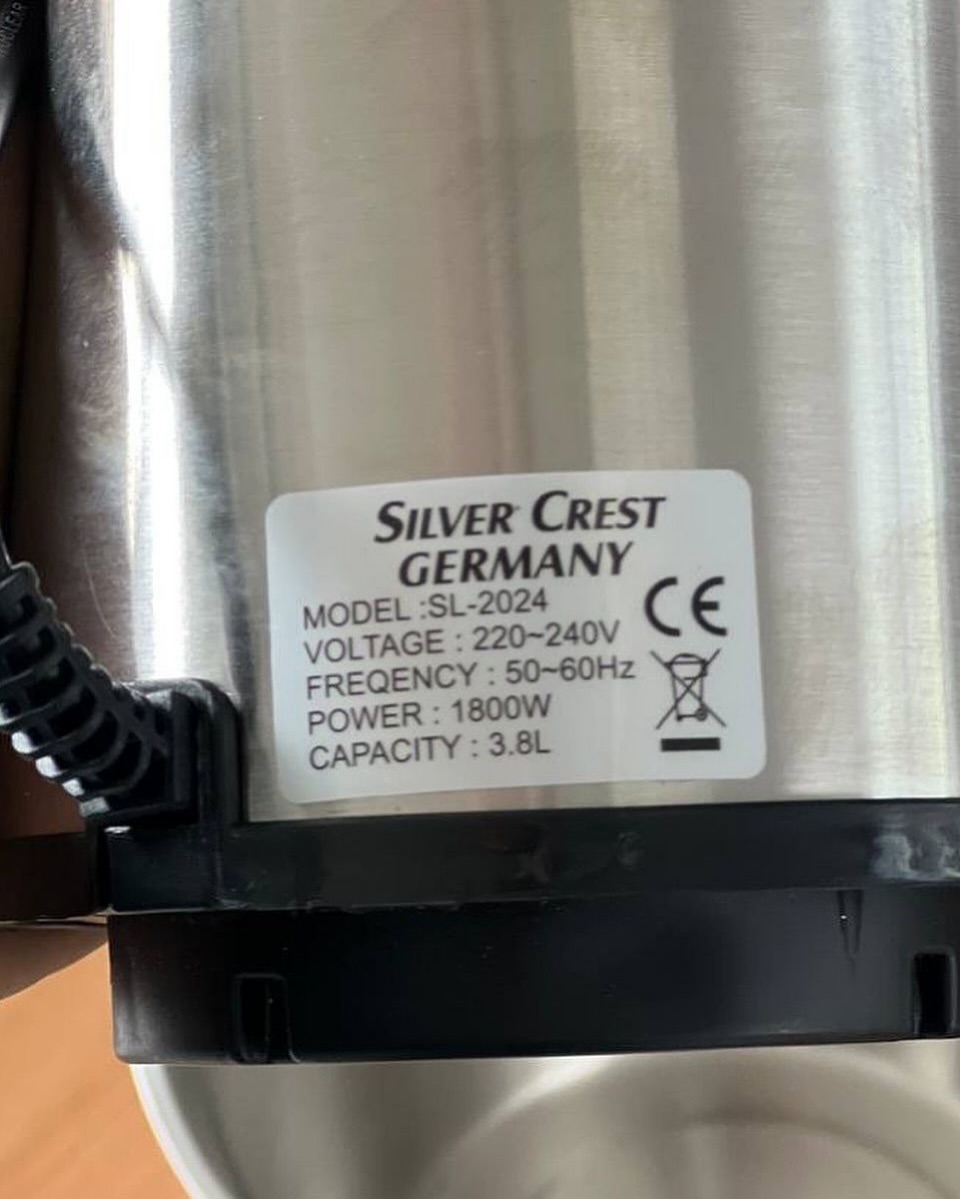 SILVER CREST
GERMANY
MODEL :SL-2024
VOLTAGE : 220~240V
FREQENCY : 50~60Hz
POWER : 1800W
CAPACITY : 3.8L
CE